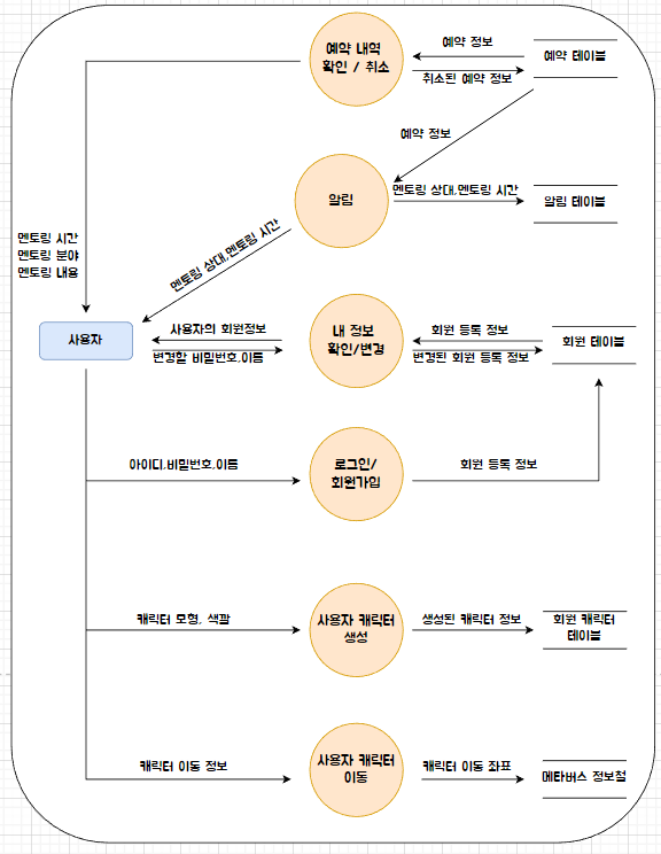 예약 내역
확인 / 취소
예약 정보
취소된 예약 정보
예약 테이블
예약 정보
알림
멘토링 상대,멘토링 시간
알림 테이블
멘토링 상대,멘토링 시간
멘토링 시간
멘토링 분야
멘토링 내용
사용자
사용자의 회원정보
변경할 비밀번호,이름
내 정보
확인/변경
회원 등록 정보
변경된 회원 등록 정보
회원 테이블
아이디,비밀번호,이름
로그인/
회원가입
회원 등록 정보
캐릭터 모형, 색깔
사용자 캐릭터
생성
생성된 캐릭터 정보
회원 캐릭터
테이블
캐릭터 이동 정보
사용자 캐릭터
이동
캐릭터 이동 좌표
메타버스 정보철